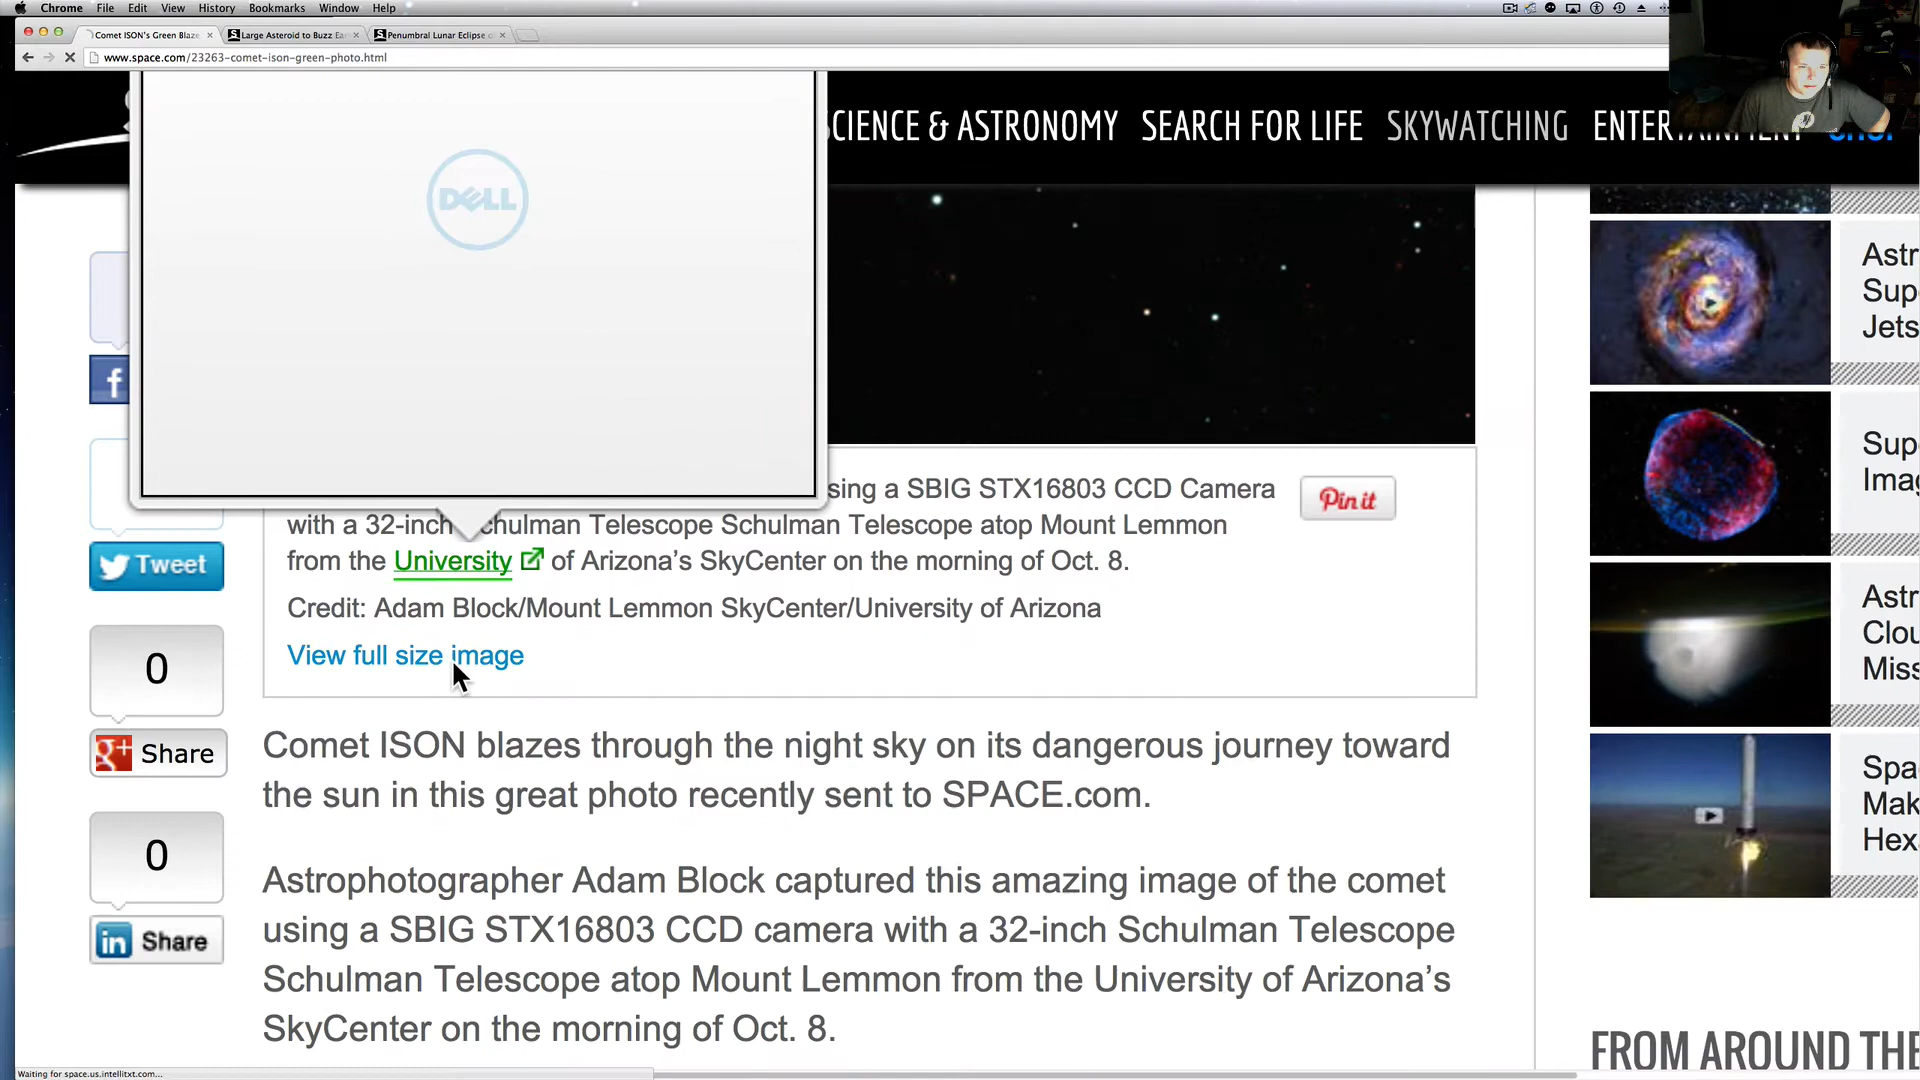 Chrome File Edit View History Bookmarks Window Help
Comet ISON's Green Blaze
Large Asteroid to Buzz Ear
Penumbral Lunar Eclipse o
www.space.com/23263-comet-ison-green-photo.html
SCIENCE & ASTRONOMY SEARCH FOR LIFE SKYWATCHING ENTERTAINMENT SHOP
DELL
sing a SBIG STX16803 CCD Camera
with a 32-inch Schulman Telescope Schulman Telescope atop Mount Lemmon
from the University of Arizona’s SkyCenter on the morning of Oct. 8.
Credit: Adam Block/Mount Lemmon SkyCenter/University of Arizona
View full size image
Pin it
f
Tweet
0
g+ Share
0
in Share
Comet ISON blazes through the night sky on its dangerous journey toward
the sun in this great photo recently sent to SPACE.com.
Astrophotographer Adam Block captured this amazing image of the comet
using a SBIG STX16803 CCD camera with a 32-inch Schulman Telescope
Schulman Telescope atop Mount Lemmon from the University of Arizona’s
SkyCenter on the morning of Oct. 8.
Astr
Sup
Jets
Sup
Imag
Astr
Clou
Miss
Spa
Mak
Hex
FROM AROUND THE
Waiting for space.us.intellitxt.com...